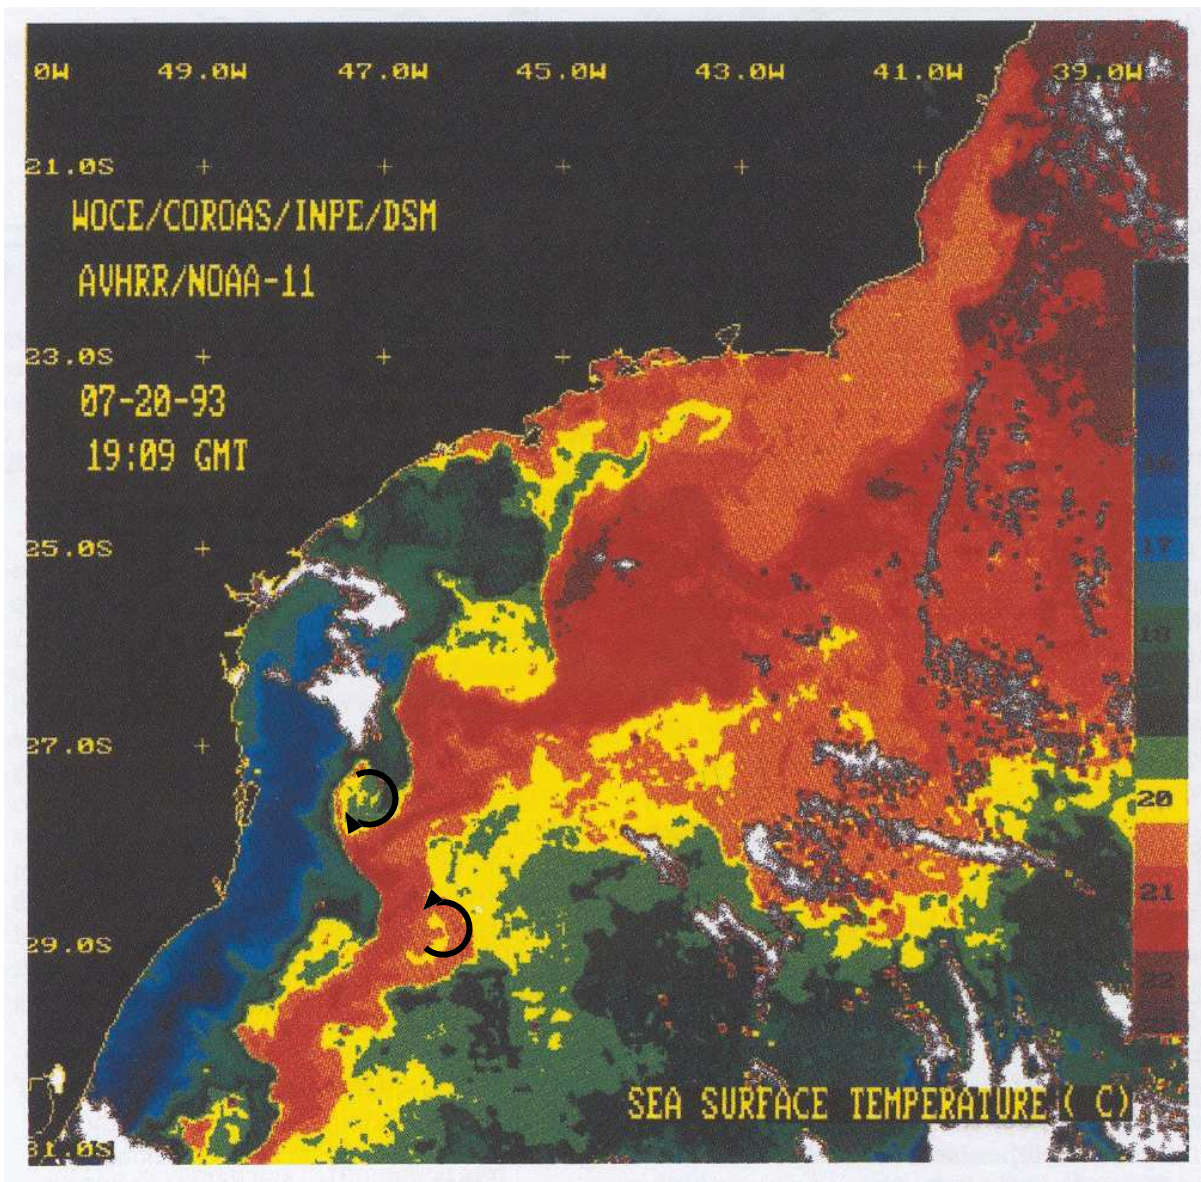 0W 49.0W 47.0W 45.0W 43.0W 41.0W 39.0W
21.0S
WOCE/COROAS/INPE/DSM
AVHRR/NOAA-11
23.0S
07-20-93
19:09 GMT
16
25.0S
17
18
27.0S
20
21
29.0S
22
SEA SURFACE TEMPERATURE ( C)
31.0S